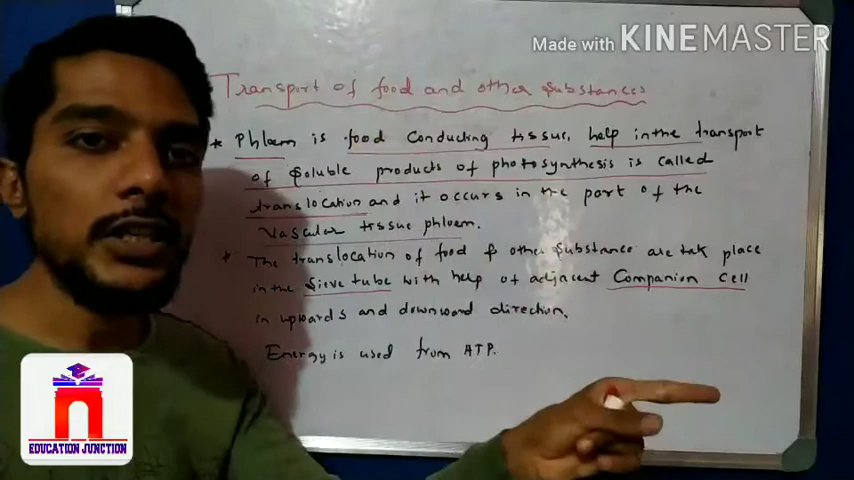 Made with KINEMASTER
Transport of food and other substances
* Phloem is food conducting tissue, help in the transport
of soluble products of photosynthesis is called
translocation and it occurs in the part of the
vascular tissue phloem.
* The translocation of food & other substance are tak place
in the sieve tube with help of adjacent Companion cell
in upwards and downward direction.
Energy is used from ATP.
EDUCATION JUNCTION